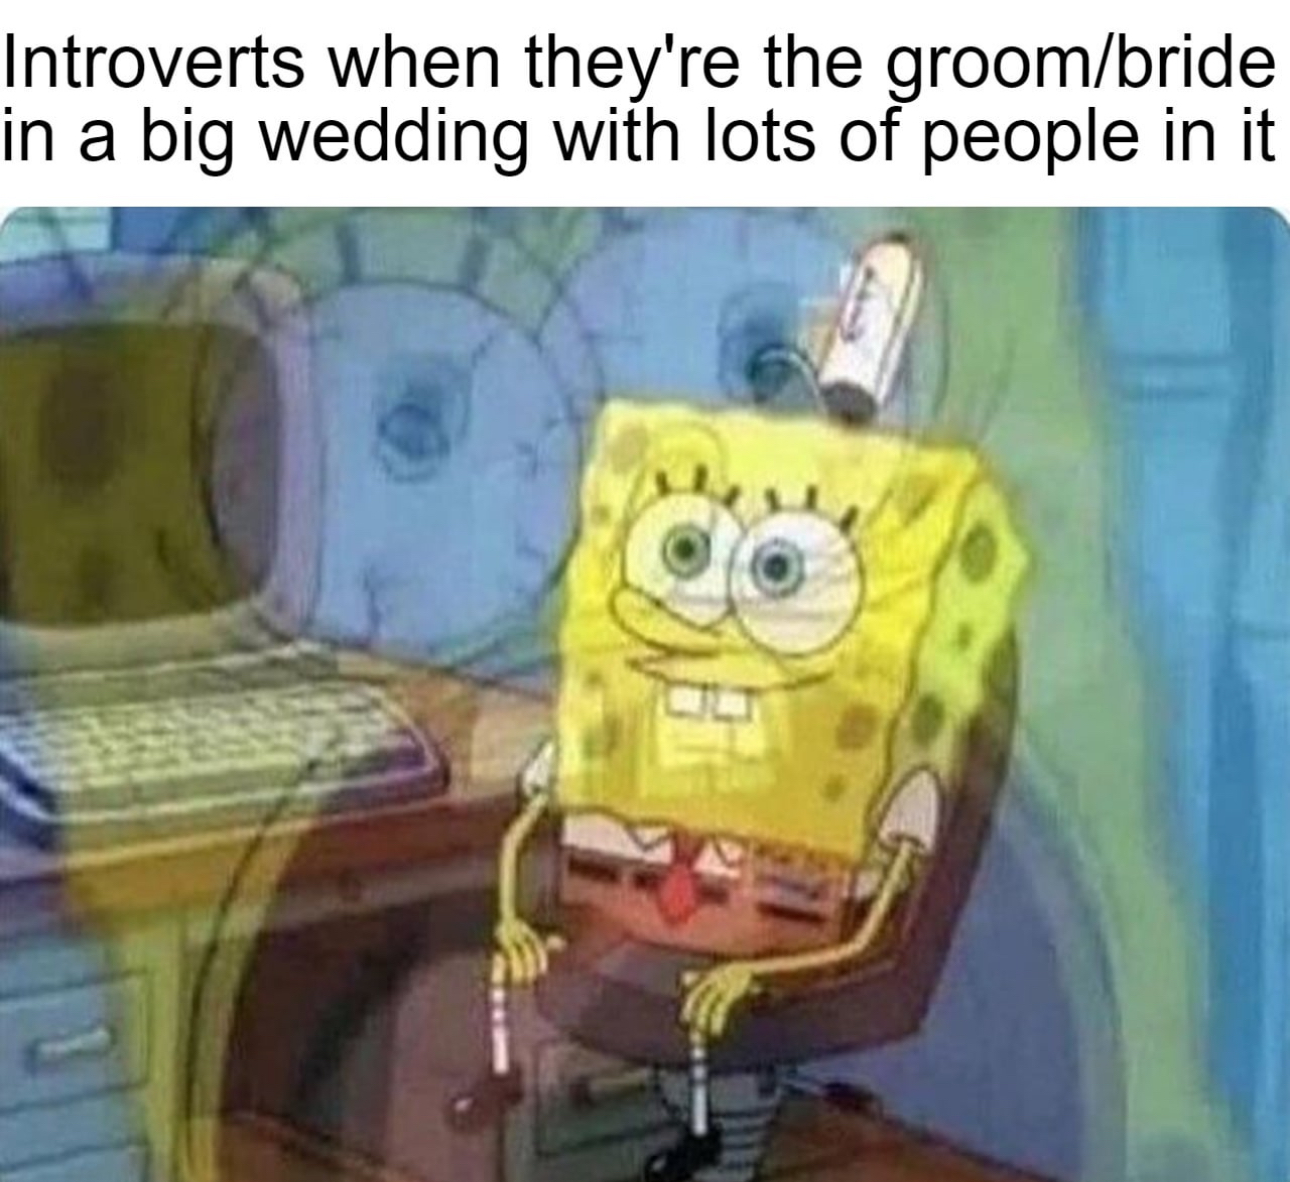 Introverts when they're the groom/bride
in a big wedding with lots of people in it